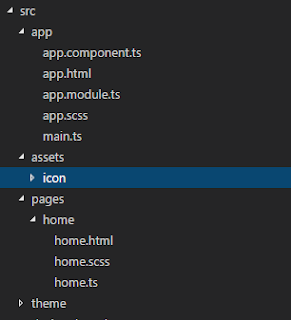 src
app
app.component.ts
app.html
app.module.ts
app.scss
main.ts
assets
icon
pages
home
home.html
home.scss
home.ts
theme